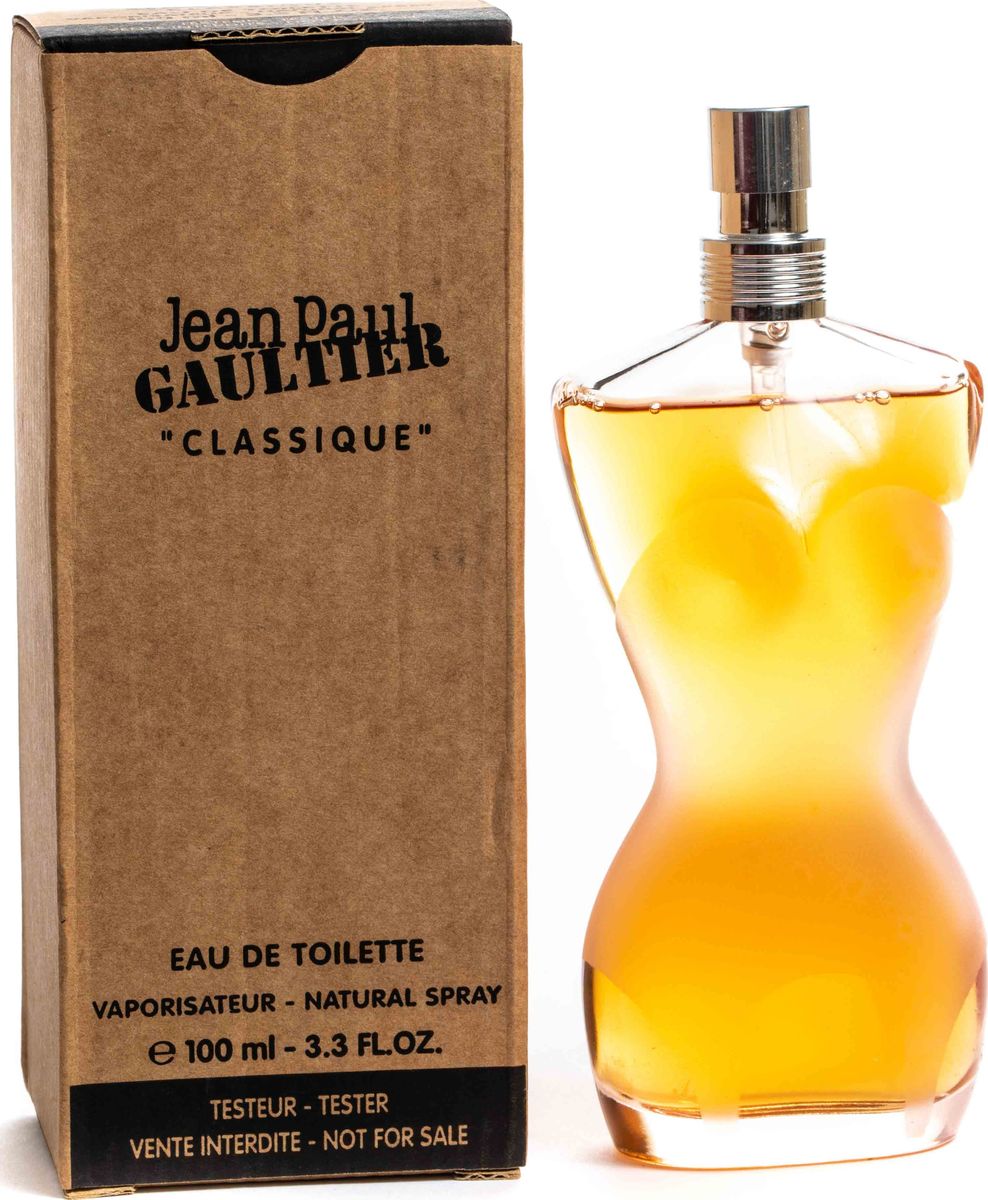 Jean Paul
GAULTIER
"CLASSIQUE"
EAU DE TOILETTE
VAPORISATEUR - NATURAL SPRAY
℮ 100 ml - 3.3 FL.OZ.
TESTEUR - TESTER
VENTE INTERDITE - NOT FOR SALE